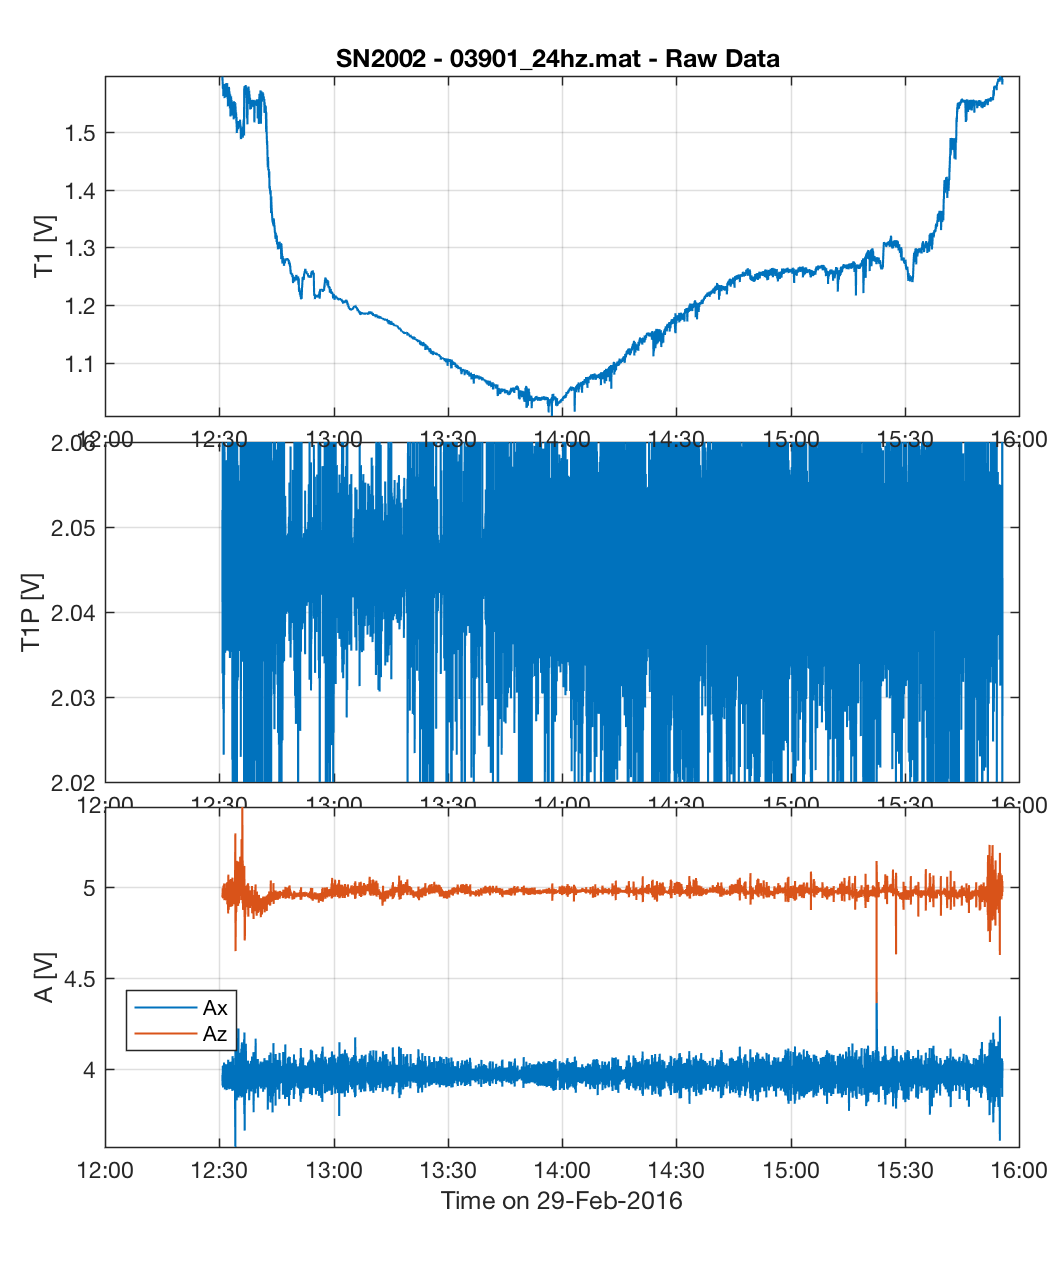 SN2002 - 03901_24hz.mat - Raw Data
T1 [V]
1.5
1.4
1.3
1.2
1.1
12:00 12:30 13:00 13:30 14:00 14:30 15:00 15:30 16:00
T1P [V]
2.06
2.05
2.04
2.03
2.02
12:00 12:30 13:00 13:30 14:00 14:30 15:00 15:30 16:00
A [V]
5
4.5
4
Ax
Az
12:00 12:30 13:00 13:30 14:00 14:30 15:00 15:30 16:00
Time on 29-Feb-2016